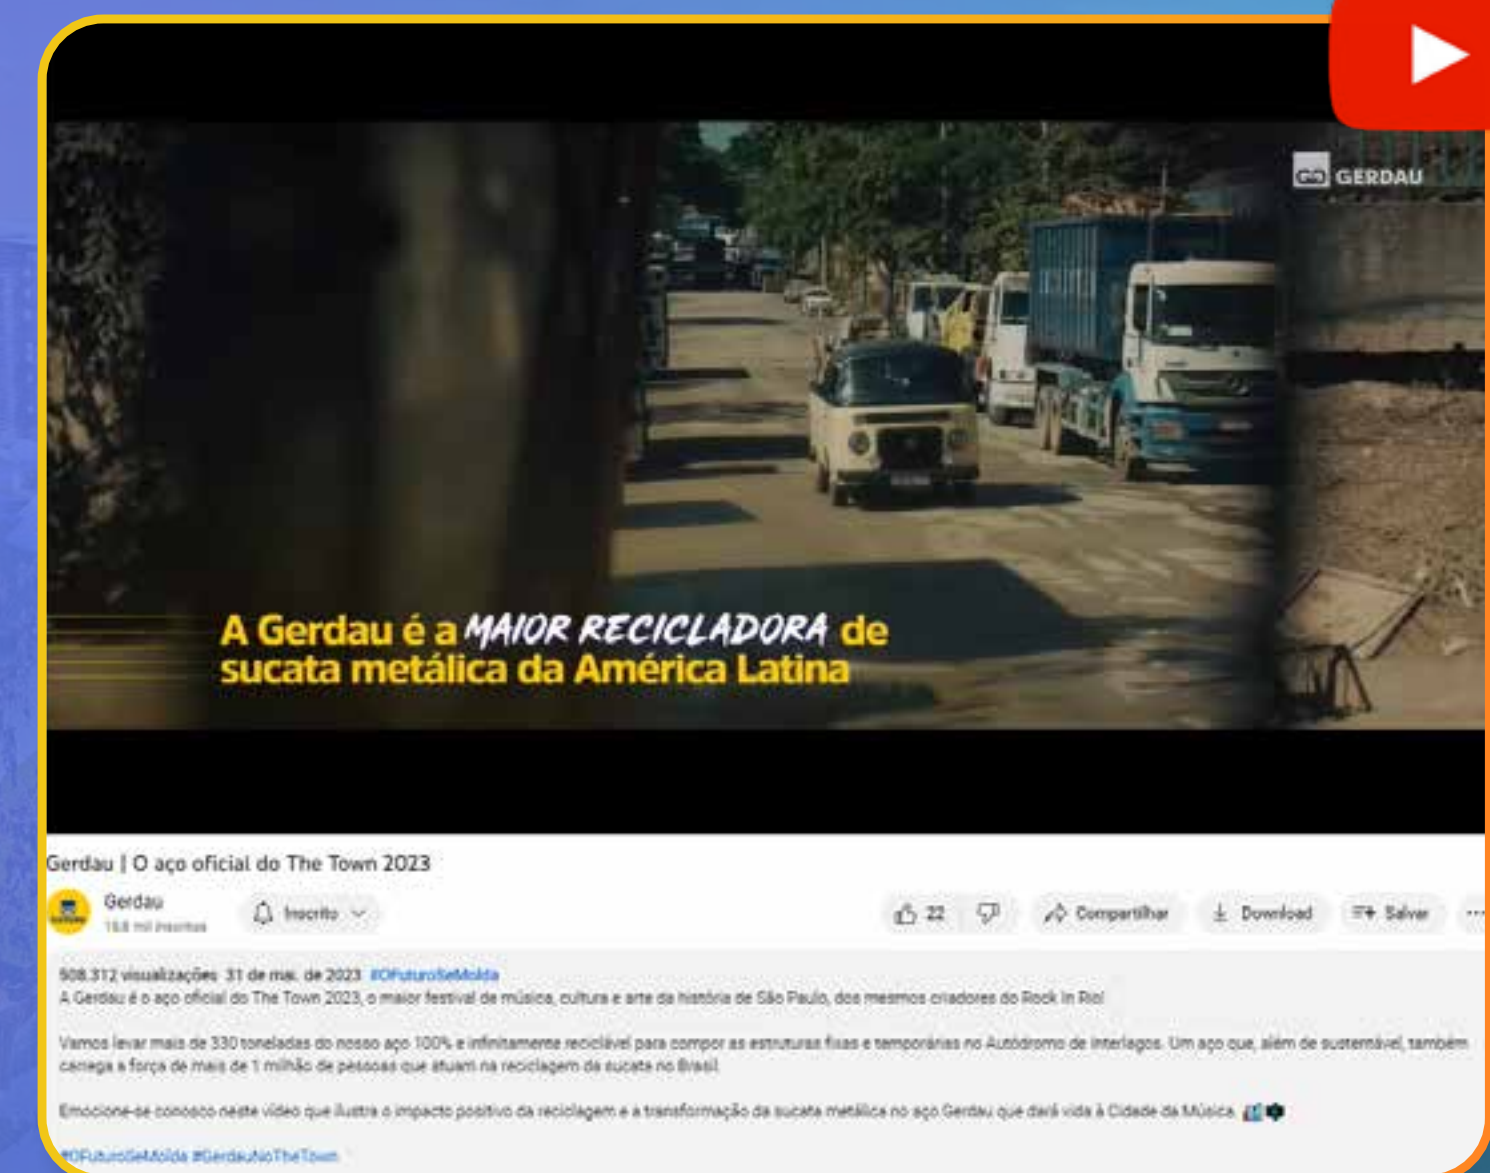 GERDAU
A Gerdau é a MAIOR RECICLADORA de
sucata metálica da América Latina
Gerdau | O aço oficial do The Town 2023
Gerdau
Inscrito
22
Compartilhar
Download
Salvar
508.312 visualizações 31 de mai. de 2023 #OFuturoSeMolda
A Gerdau é o aço oficial do The Town 2023, o maior festival de música, cultura e arte da história de São Paulo, dos mesmos criadores do Rock In Rio!
Vamos levar mais de 330 toneladas do nosso aço 100% e infinitamente reciclável para compor as estruturas fixas e temporárias no Autódromo de Interlagos. Um aço que, além de sustentável, também
carrega a força de mais de 1 milhão de pessoas que atuam na reciclagem da sucata no Brasil.
Emocione-se conosco neste vídeo que ilustra o impacto positivo da reciclagem e a transformação da sucata metálica no aço Gerdau que dará vida à Cidade da Música.
#OFuturoSeMolda #GerdauNoTheTown